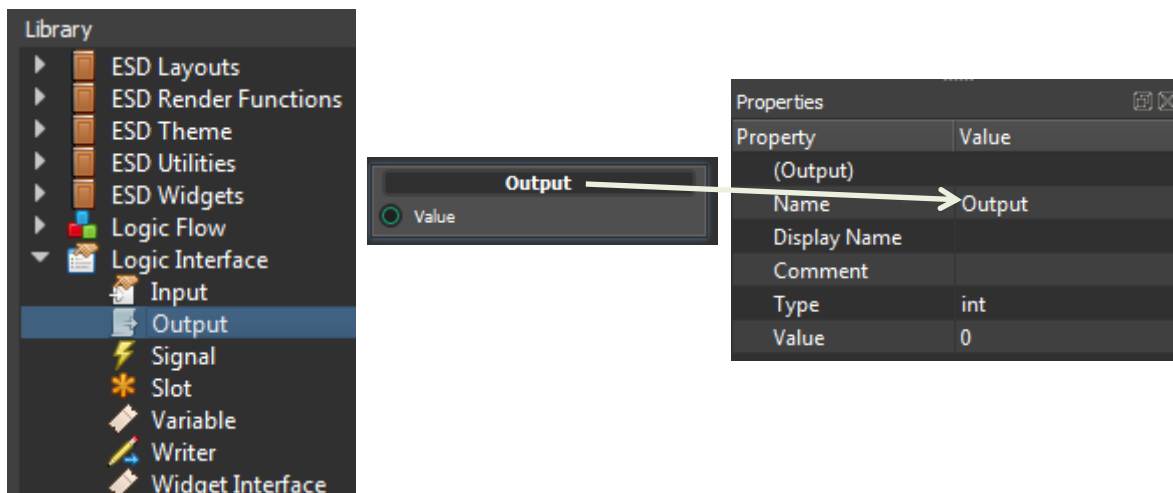 Library
ESD Layouts
ESD Render Functions
ESD Theme
ESD Utilities
ESD Widgets
Logic Flow
Logic Interface
Input
Output
Signal
Slot
Variable
Writer
Widget Interface
Output
Value
Properties
Property Value
(Output)
Name Output
Display Name
Comment
Type int
Value 0